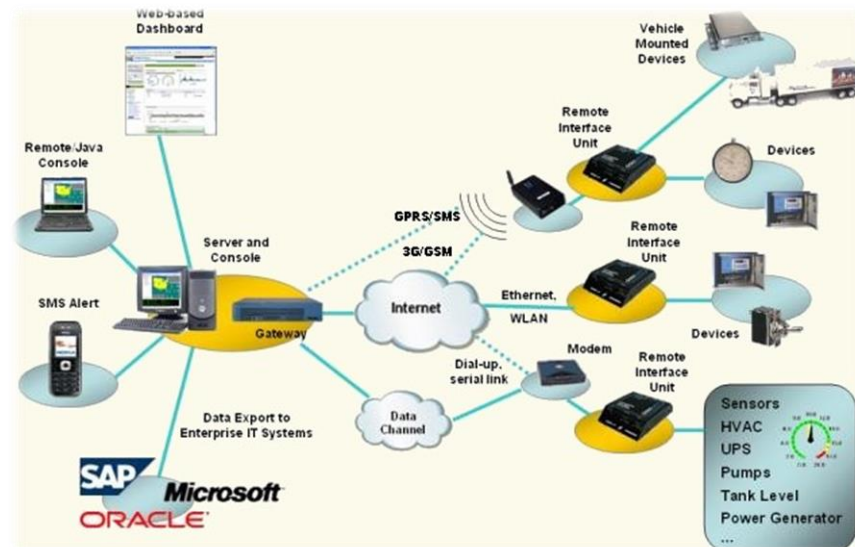 Web-based
Dashboard
Vehicle
Mounted
Devices
Remote
Interface
Unit
Devices
Remote/Java
Console
GPRS/SMS
3G/GSM
Server and
Console
Remote
Interface
Unit
SMS Alert
Gateway
Internet
Ethernet,
WLAN
Devices
Dial-up,
serial link
Modem
Remote
Interface
Unit
Data
Channel
Data Export to
Enterprise IT Systems
SAP
Microsoft
ORACLE
Sensors
HVAC
UPS
Pumps
Tank Level
Power Generator
...